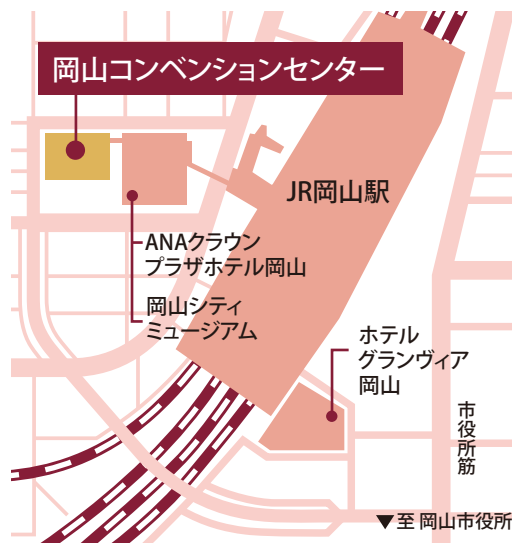 岡山コンベンションセンター
JR岡山駅
ANAクラウン
プラザホテル岡山
岡山シティ
ミュージアム
ホテル
グランヴィア
岡山
市役所筋
▼至 岡山市役所